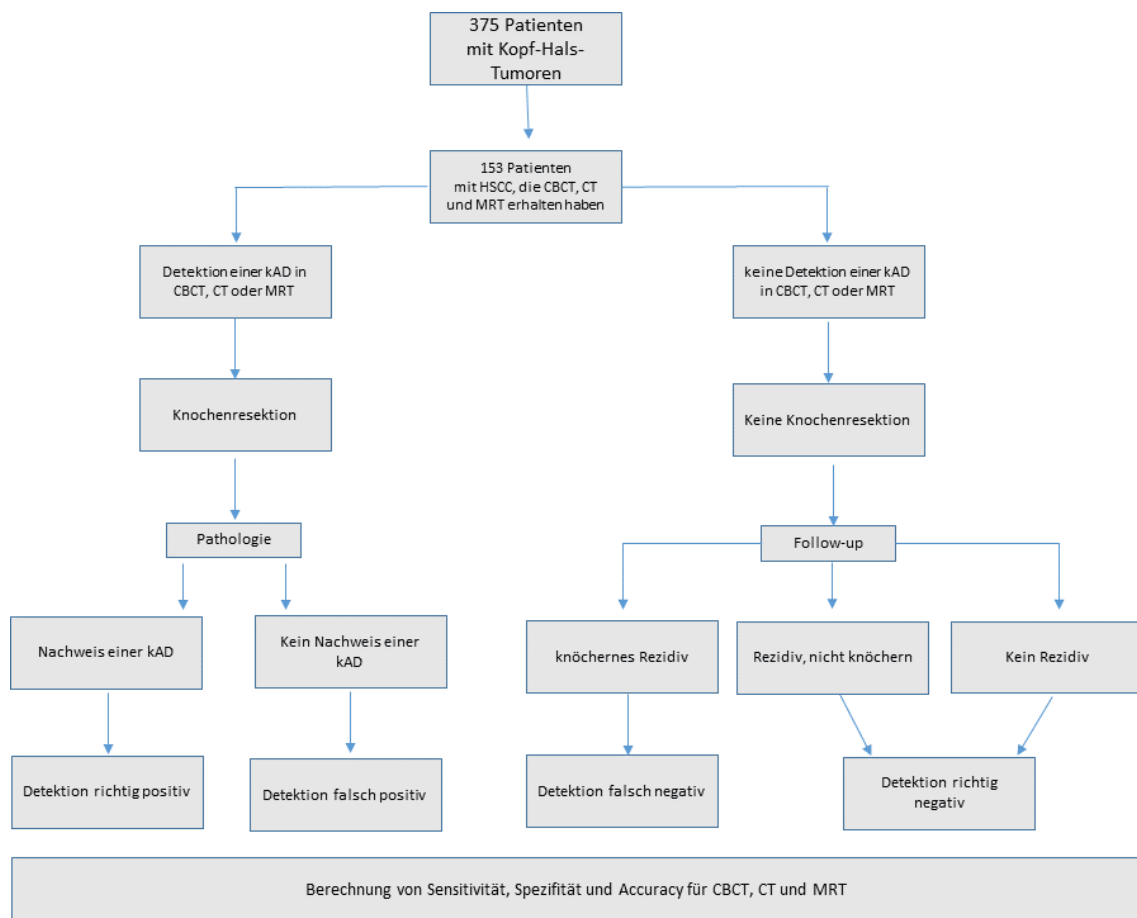 375 Patienten
mit Kopf-Hals-
Tumoren
153 Patienten
mit HSCC, die CBCT, CT
und MRT erhalten haben
Detektion einer kAD in
CBCT, CT oder MRT
keine Detektion einer kAD
in CBCT, CT oder MRT
Knochenresektion
Keine Knochenresektion
Pathologie
Follow-up
Nachweis einer kAD
Kein Nachweis einer
kAD
knöchernes Rezidiv
Rezidiv, nicht knöchern
Kein Rezidiv
Detektion richtig positiv
Detektion falsch positiv
Detektion falsch negativ
Detektion richtig
negativ
Berechnung von Sensitivität, Spezifität und Accuracy für CBCT, CT und MRT